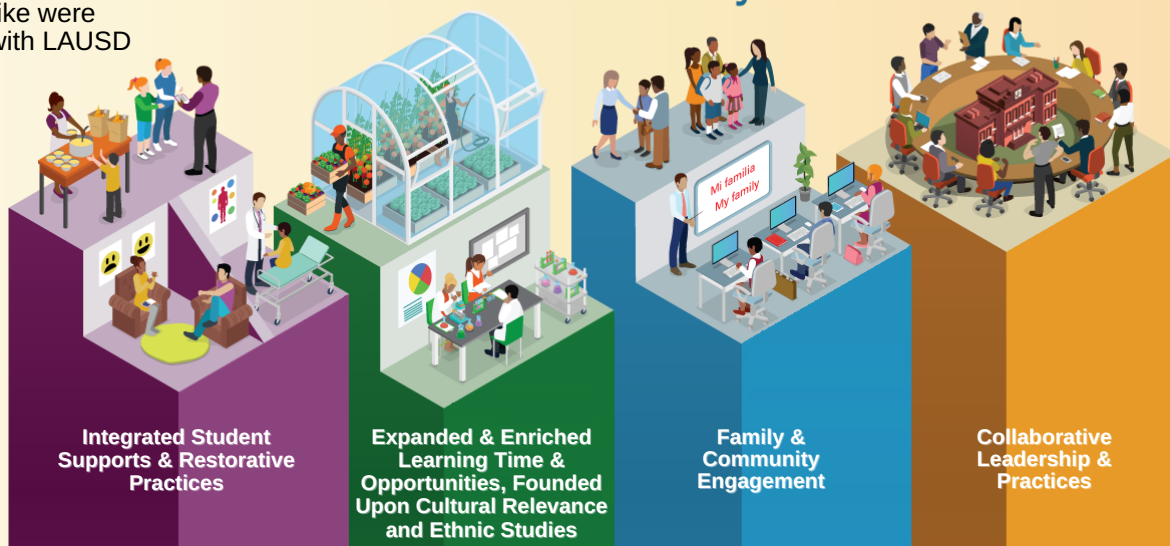 ike were
with LAUSD
Mi familia
My family
Integrated Student
Supports & Restorative
Practices
Expanded & Enriched
Learning Time &
Opportunities, Founded
Upon Cultural Relevance
and Ethnic Studies
Family &
Community
Engagement
Collaborative
Leadership &
Practices